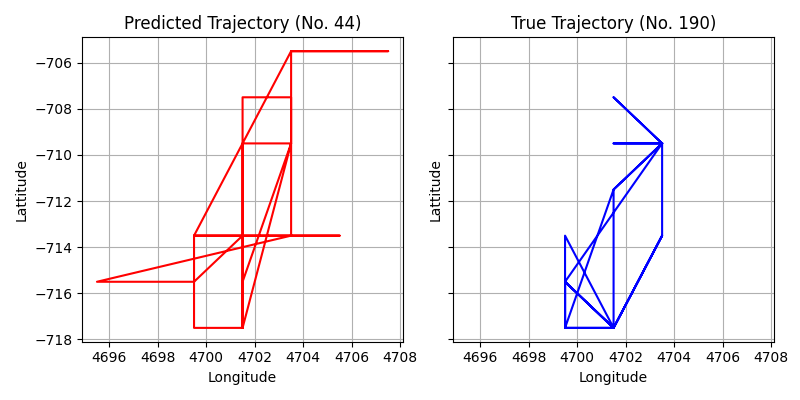 Predicted Trajectory (No. 44)
True Trajectory (No. 190)
−706
−708
−710
−712
−714
−716
−718
Lattitude
Lattitude
4696 4698 4700 4702 4704 4706 4708
4696 4698 4700 4702 4704 4706 4708
Longitude
Longitude